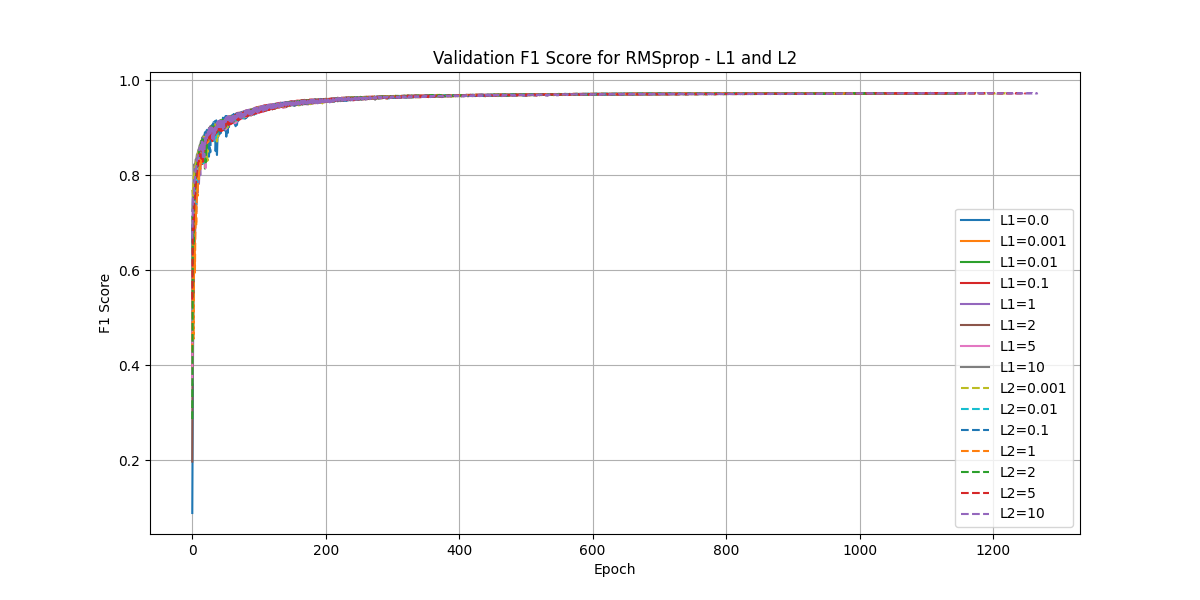 Validation F1 Score for RMSprop - L1 and L2
F1 Score
1.0
0.8
0.6
0.4
0.2
0
200
400
600
800
1000
1200
Epoch
L1=0.0
L1=0.001
L1=0.01
L1=0.1
L1=1
L1=2
L1=5
L1=10
L2=0.001
L2=0.01
L2=0.1
L2=1
L2=2
L2=5
L2=10